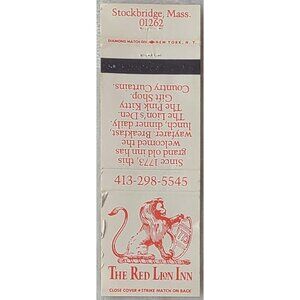 Stockbridge, Mass.
01262
DIAMOND MATCH DIV. NEW YORK, N.Y.
Since 1773, this
grand old inn has
welcomed the
wayfarer. Breakfast,
lunch, dinner daily.
The Lion's Den.
The Pink Kitty
Gift Shop.
Country Curtains.
413-298-5545
THE RED LION INN
CLOSE COVER • STRIKE MATCH ON BACK